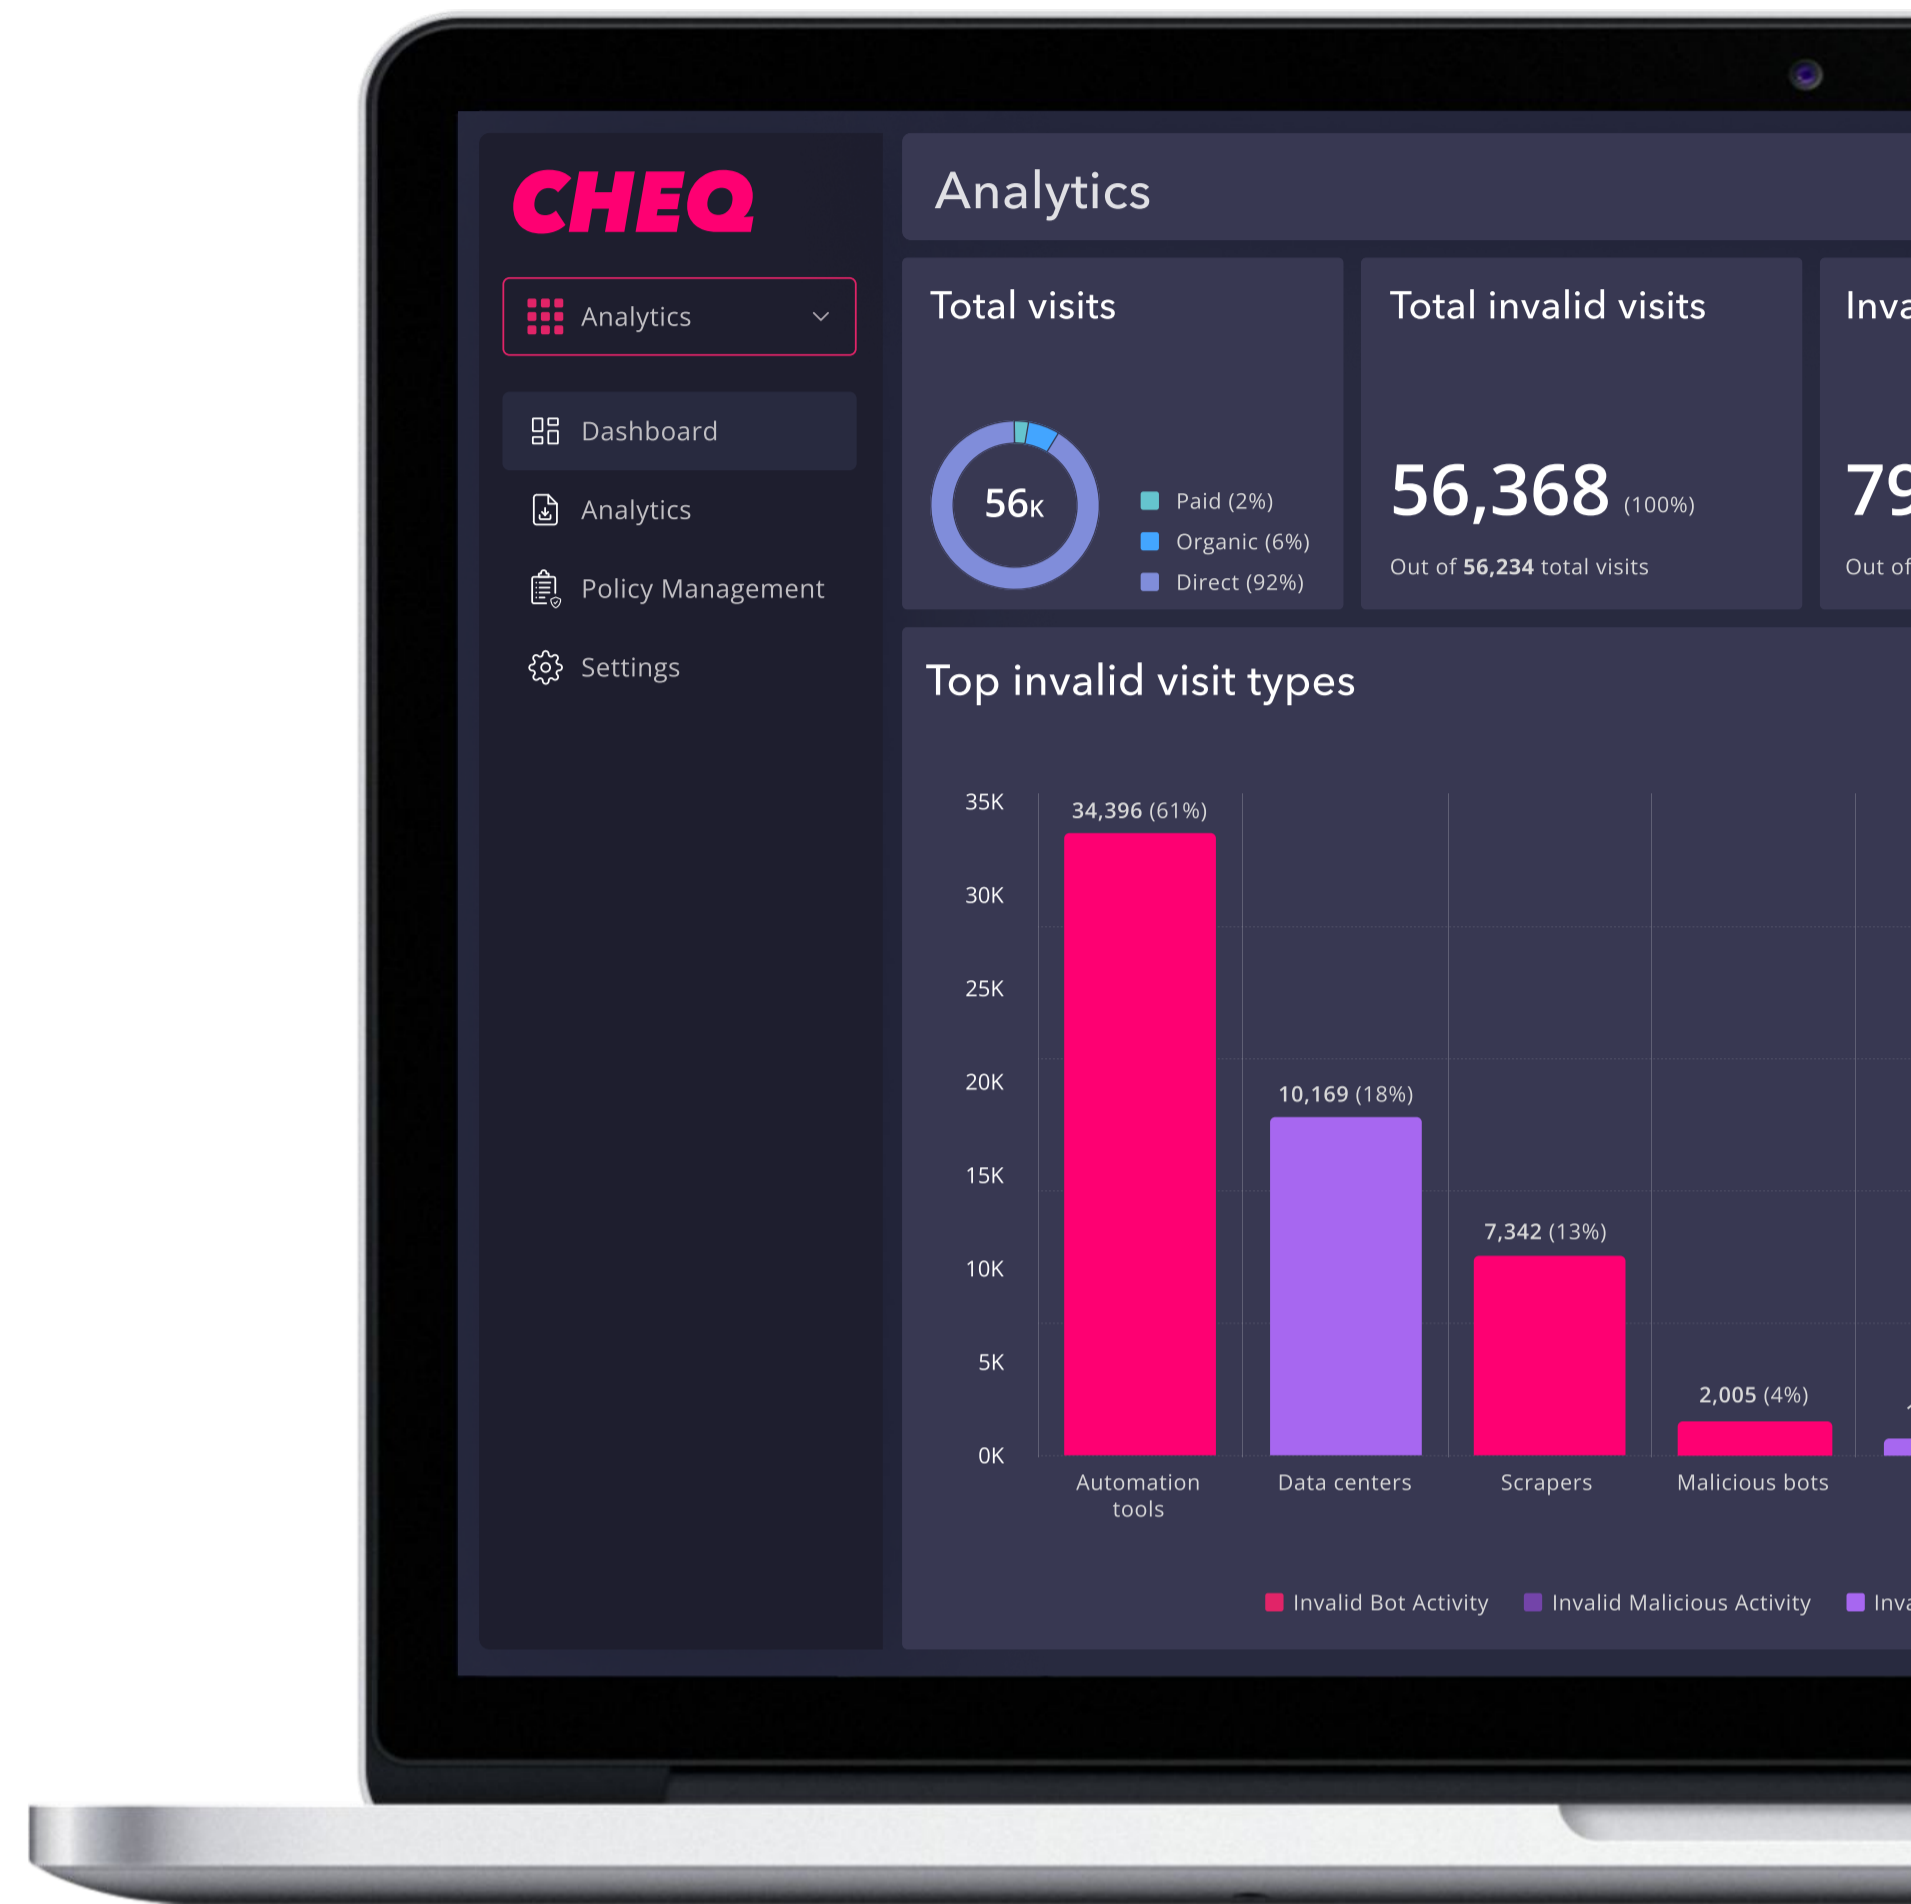 CHEQ
Analytics
Dashboard
Analytics
Policy Management
Settings
Analytics
Total visits
56K
Paid (2%)
Organic (6%)
Direct (92%)
Total invalid visits
56,368 (100%)
Out of 56,234 total visits
79
Out of
Top invalid visit types
35K
30K
25K
20K
15K
10K
5K
0K
34,396 (61%)
10,169 (18%)
7,342 (13%)
2,005 (4%)
Automation
tools
Data centers
Scrapers
Malicious bots
Invalid Bot Activity
Invalid Malicious Activity